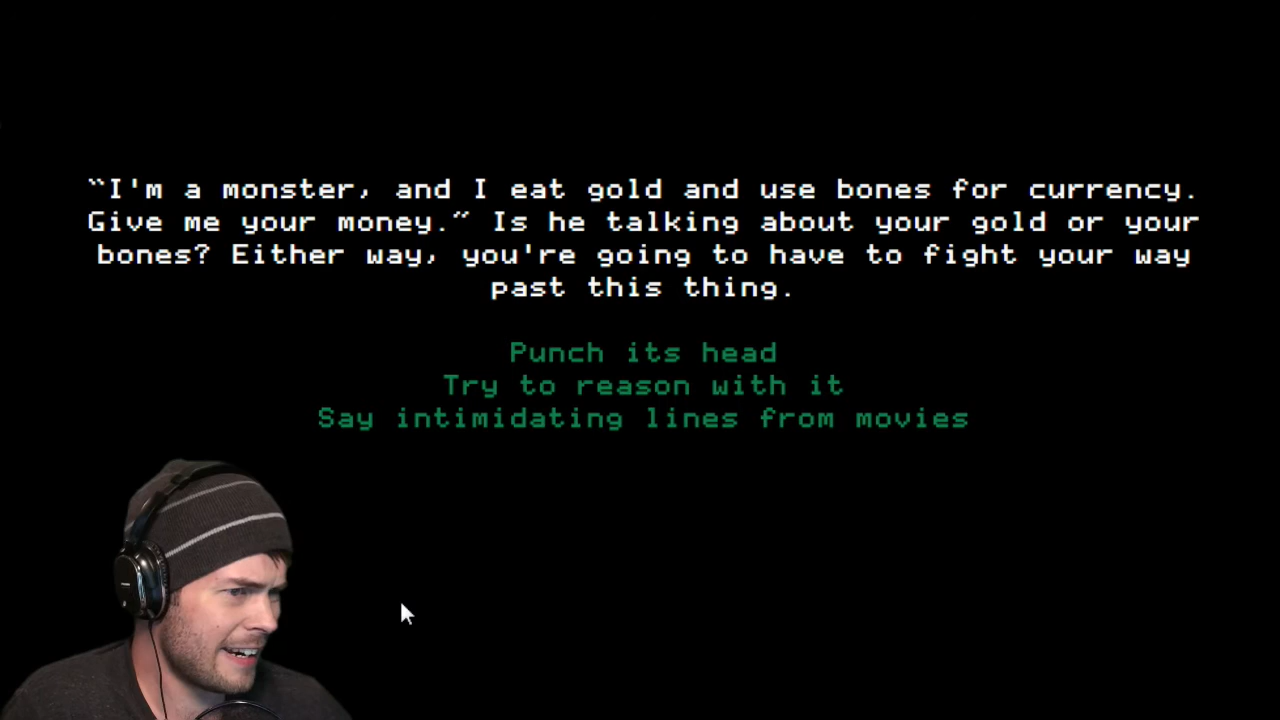 “I'm a monster, and I eat gold and use bones for currency.
Give me your money.” Is he talking about your gold or your
bones? Either way, you're going to have to fight your way
past this thing.
Punch its head
Try to reason with it
Say intimidating lines from movies